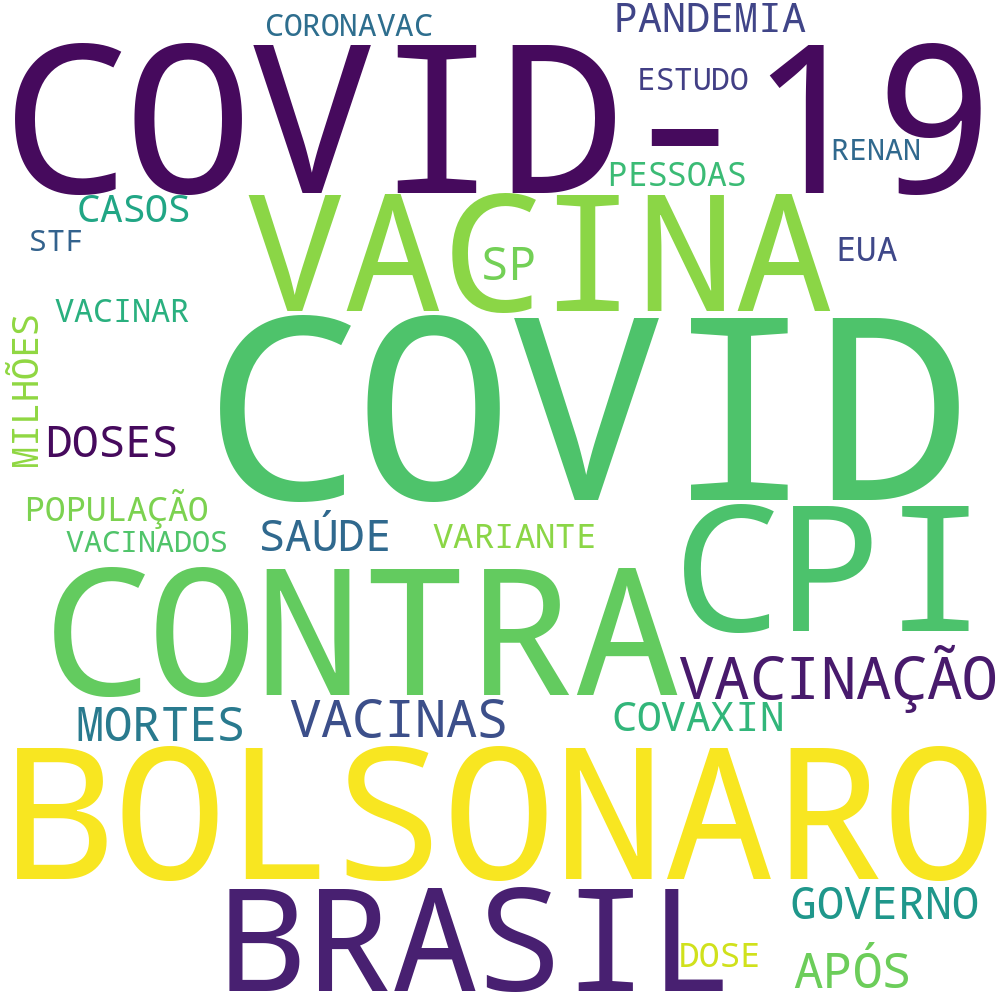 CORONAVAC
PANDEMIA
COVID-19
ESTUDO
RENAN
PESSOAS
CASOS
VACINA
STF
SP
EUA
VACINAR
MILHÕES
COVID
DOSES
POPULAÇÃO
VACINADOS
SAÚDE
VARIANTE
CPI
CONTRA
VACINAÇÃO
MORTES
VACINAS
COVAXIN
BOLSONARO
BRASIL
GOVERNO
DOSE
APÓS